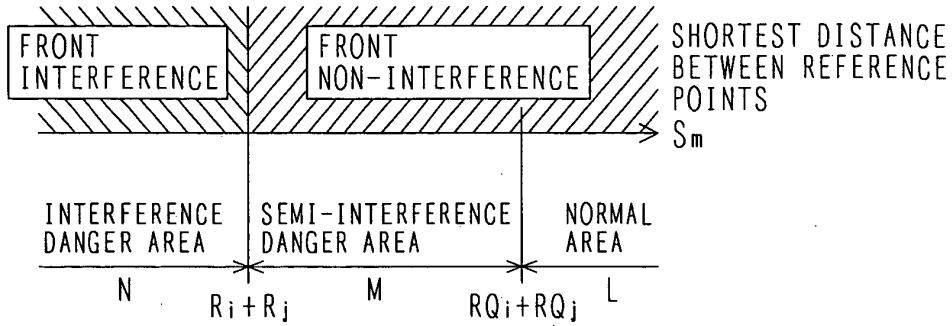 FRONT
INTERFERENCE
FRONT
NON-INTERFERENCE
SHORTEST DISTANCE
BETWEEN REFERENCE
POINTS
Sm
INTERFERENCE
DANGER AREA
SEMI-INTERFERENCE
DANGER AREA
NORMAL
AREA
N
M
L
Ri+Rj
RQi+RQj